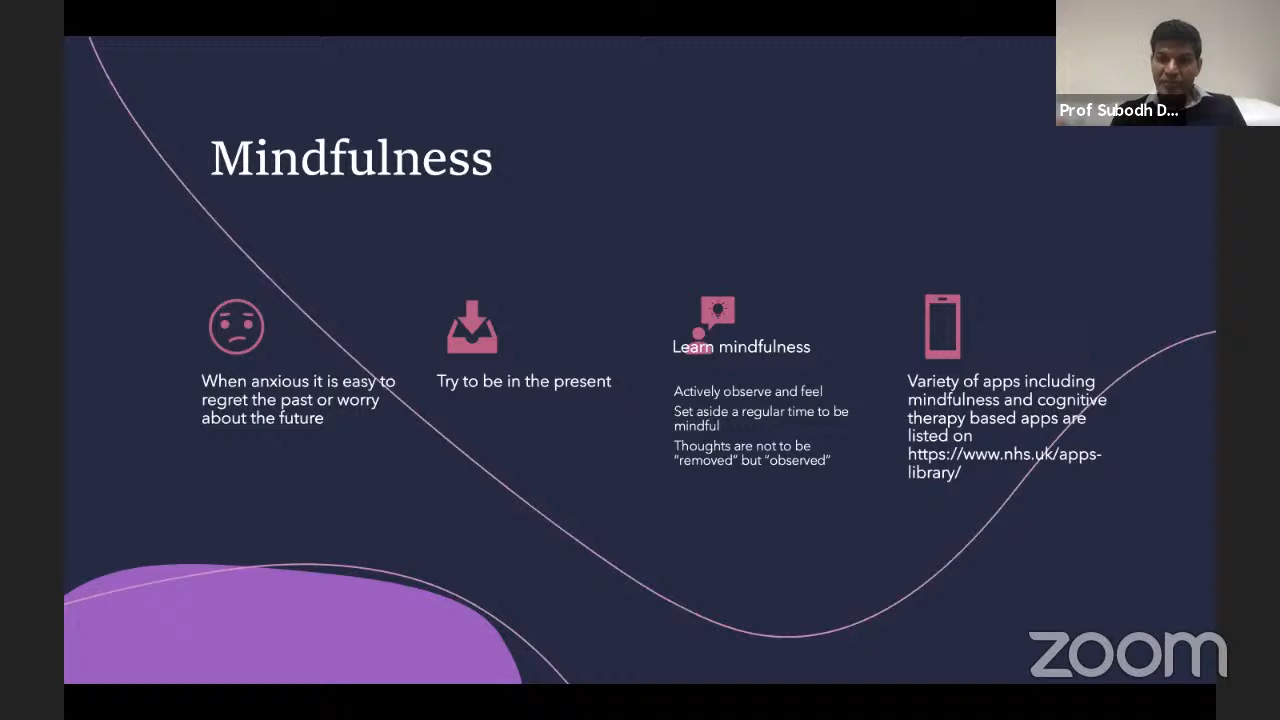 Prof Subodh D...
Mindfulness
When anxious it is easy to
regret the past or worry
about the future
Try to be in the present
Learn mindfulness
Actively observe and feel
Set aside a regular time to be
mindful
Thoughts are not to be
"removed" but "observed"
Variety of apps including
mindfulness and cognitive
therapy based apps are
listed on
https://www.nhs.uk/apps-
library/
zoom